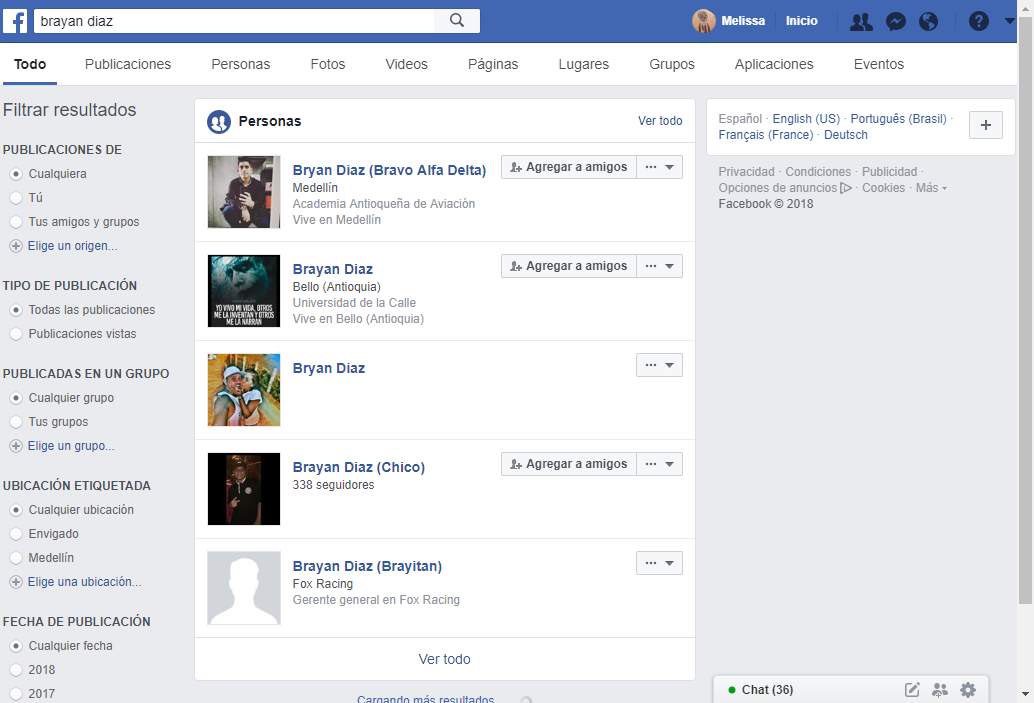 brayan diaz
Melissa
Inicio
Todo
Publicaciones
Personas
Fotos
Videos
Páginas
Lugares
Grupos
Aplicaciones
Eventos
Filtrar resultados
PUBLICACIONES DE
Cualquiera
Tú
Tus amigos y grupos
Elige un origen...
TIPO DE PUBLICACIÓN
Todas las publicaciones
Publicaciones vistas
PUBLICADAS EN UN GRUPO
Cualquier grupo
Tus grupos
Elige un grupo...
UBICACIÓN ETIQUETADA
Cualquier ubicación
Envigado
Medellín
Elige una ubicación...
FECHA DE PUBLICACIÓN
Cualquier fecha
2018
2017
Personas
Ver todo
Bryan Diaz (Bravo Alfa Delta)
Agregar a amigos
Medellín
Academia Antioqueña de Aviación
Vive en Medellín
Brayan Diaz
Agregar a amigos
Bello (Antioquia)
Universidad de la Calle
Vive en Bello (Antioquia)
YO VIVO MI VIDA, OTROS
ME LA INVENTAN Y OTROS
ME LA NARRAN
Bryan Diaz
Brayan Diaz (Chico)
Agregar a amigos
338 seguidores
Brayan Diaz (Brayitan)
Fox Racing
Gerente general en Fox Racing
Ver todo
Cargando más resultados
Español · English (US) · Português (Brasil) ·
Français (France) · Deutsch
Privacidad · Condiciones · Publicidad ·
Opciones de anuncios · Cookies · Más
Facebook © 2018
Chat (36)